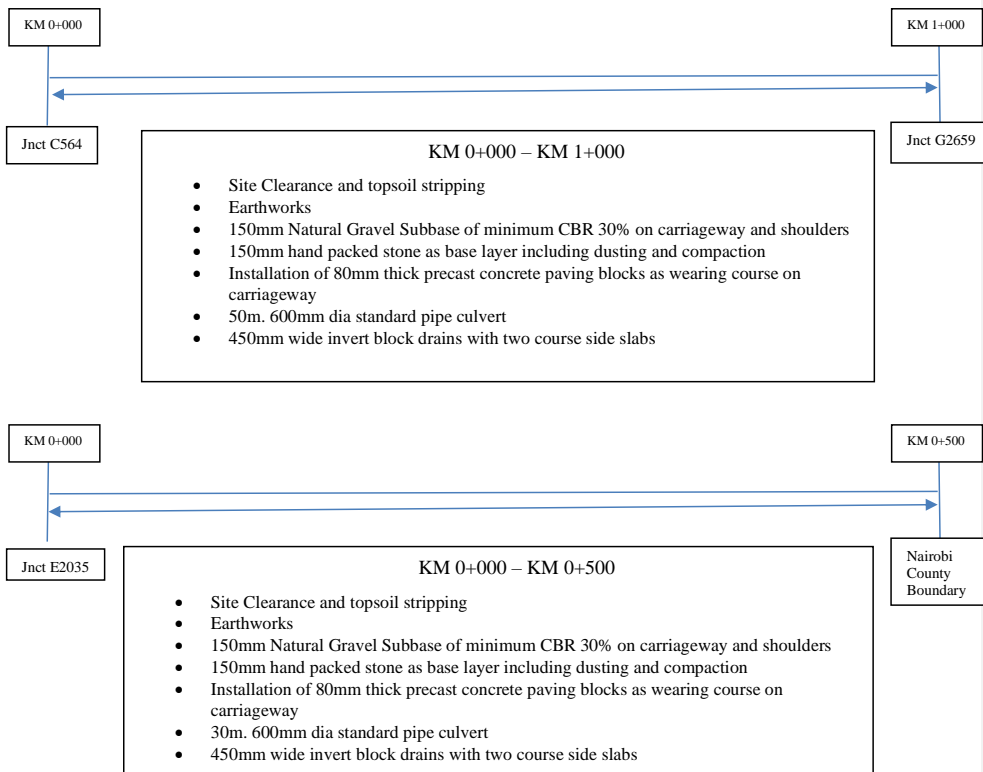 KM 0+000
KM 1+000
Jnct C564
Jnct G2659
KM 0+000 – KM 1+000
• Site Clearance and topsoil stripping
• Earthworks
• 150mm Natural Gravel Subbase of minimum CBR 30% on carriageway and shoulders
• 150mm hand packed stone as base layer including dusting and compaction
• Installation of 80mm thick precast concrete paving blocks as wearing course on
carriageway
• 50m. 600mm dia standard pipe culvert
• 450mm wide invert block drains with two course side slabs
KM 0+000
KM 0+500
Jnct E2035
Nairobi
County
Boundary
KM 0+000 – KM 0+500
• Site Clearance and topsoil stripping
• Earthworks
• 150mm Natural Gravel Subbase of minimum CBR 30% on carriageway and shoulders
• 150mm hand packed stone as base layer including dusting and compaction
• Installation of 80mm thick precast concrete paving blocks as wearing course on
carriageway
• 30m. 600mm dia standard pipe culvert
• 450mm wide invert block drains with two course side slabs